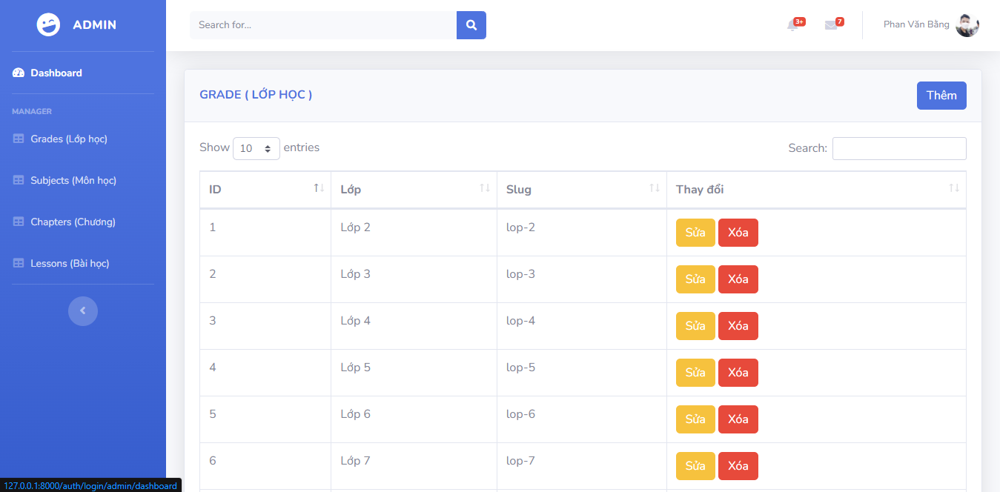 ADMIN
Search for...
3+
7
Phan Văn Bằng
Dashboard
MANAGER
Grades (Lớp học)
Subjects (Môn học)
Chapters (Chương)
Lessons (Bài học)
GRADE ( LỚP HỌC )
Thêm
Show 10 entries
Search:
ID Lớp Slug Thay đổi
1 Lớp 2 lop-2 Sửa Xóa
2 Lớp 3 lop-3 Sửa Xóa
3 Lớp 4 lop-4 Sửa Xóa
4 Lớp 5 lop-5 Sửa Xóa
5 Lớp 6 lop-6 Sửa Xóa
6 Lớp 7 lop-7 Sửa Xóa
127.0.0.1:8000/auth/login/admin/dashboard